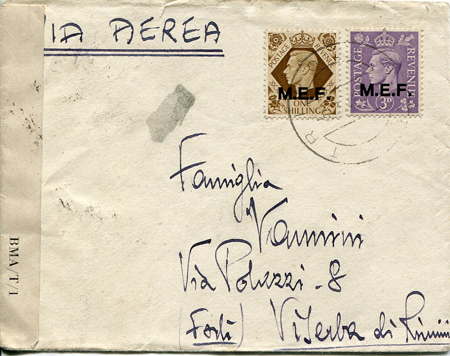 VIA AEREA
POSTAGE REVENUE
M.E.F.
ONE SHILLING
POSTAGE REVENUE
M.E.F.
3D
Famiglia
Vannini
Via Poluzzi - 8
(Forlì) Viserba di Rimini
BMA/T/1